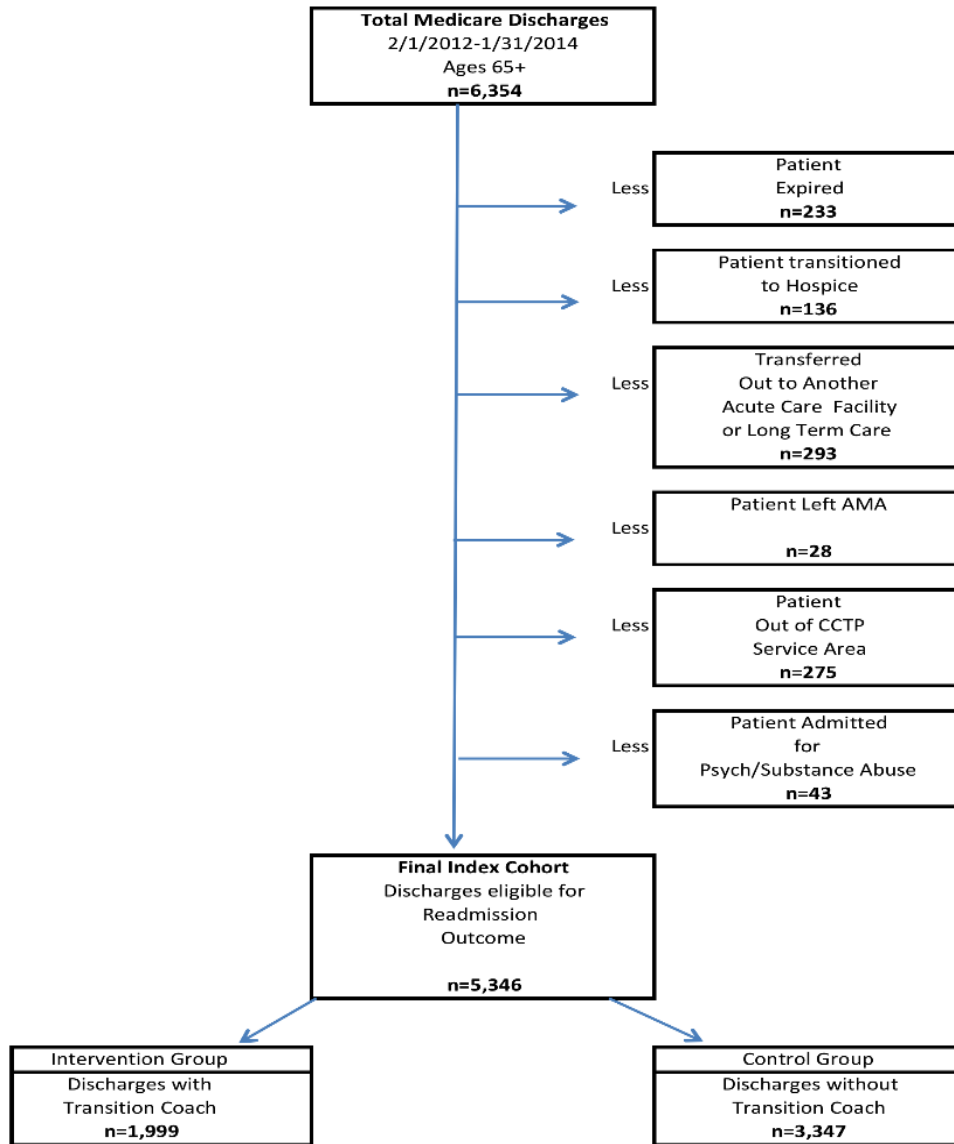 Total Medicare Discharges
2/1/2012-1/31/2014
Ages 65+
n=6,354
Less
Patient
Expired
n=233
Less
Patient transitioned
to Hospice
n=136
Less
Transferred
Out to Another
Acute Care Facility
or Long Term Care
n=293
Less
Patient Left AMA
n=28
Less
Patient
Out of CCTP
Service Area
n=275
Less
Patient Admitted
for
Psych/Substance Abuse
n=43
Final Index Cohort
Discharges eligible for
Readmission
Outcome
n=5,346
Intervention Group
Discharges with
Transition Coach
n=1,999
Control Group
Discharges without
Transition Coach
n=3,347